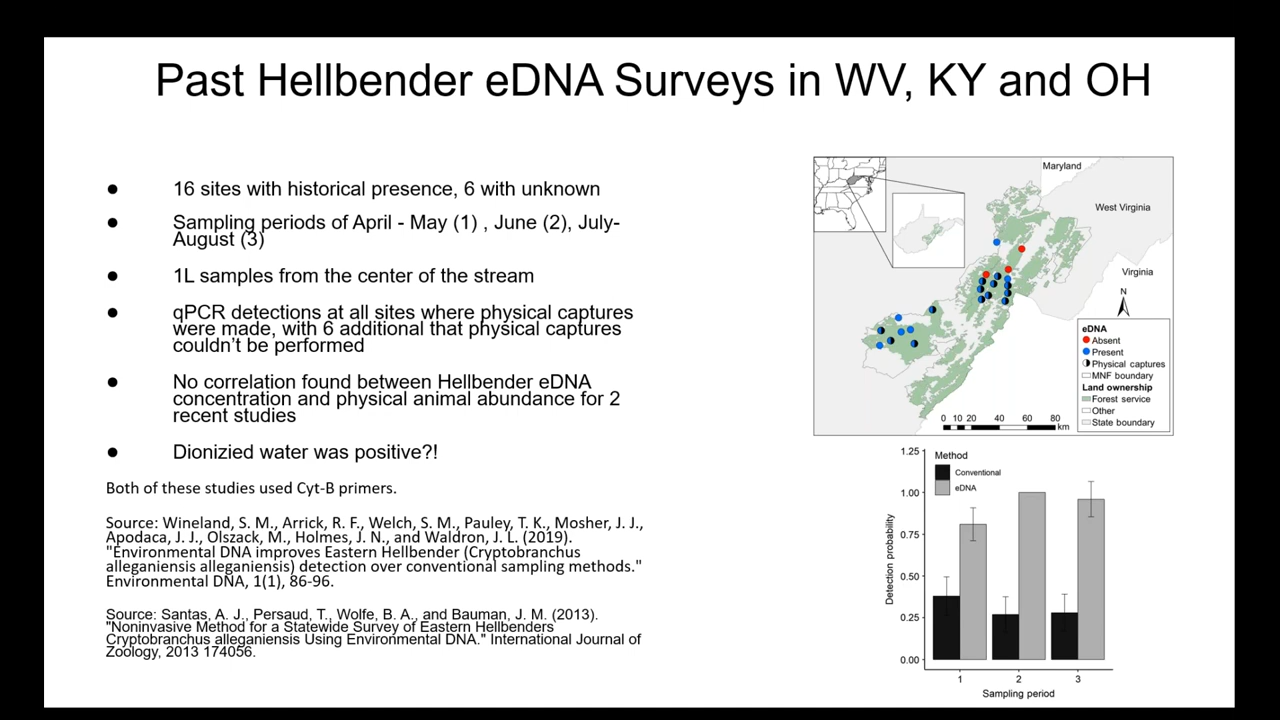 Past Hellbender eDNA Surveys in WV, KY and OH
● 16 sites with historical presence, 6 with unknown
● Sampling periods of April - May (1) , June (2), July-
August (3)
● 1L samples from the center of the stream
● qPCR detections at all sites where physical captures
were made, with 6 additional that physical captures
couldn't be performed
● No correlation found between Hellbender eDNA
concentration and physical animal abundance for 2
recent studies
● Dionizied water was positive?!
Both of these studies used Cyt-B primers.
Source: Wineland, S. M., Arrick, R. F., Welch, S. M., Pauley, T. K., Mosher, J. J.,
Apodaca, J. J., Olszack, M., Holmes, J. N., and Waldron, J. L. (2019).
"Environmental DNA improves Eastern Hellbender (Cryptobranchus
alleganiensis alleganiensis) detection over conventional sampling methods."
Environmental DNA, 1(1), 86-96.
Source: Santas, A. J., Persaud, T., Wolfe, B. A., and Bauman, J. M. (2013).
"Noninvasive Method for a Statewide Survey of Eastern Hellbenders
Cryptobranchus alleganiensis Using Environmental DNA." International Journal of
Zoology, 2013 174056.
Maryland
West Virginia
Virginia
N
eDNA
Absent
Present
Physical captures
MNF boundary
Land ownership
Forest service
Other
State boundary
0 10 20 40 60 80
km
Method
Conventional
eDNA
Detection probability
1.25
1.00
0.75
0.50
0.25
0.00
1 2 3
Sampling period